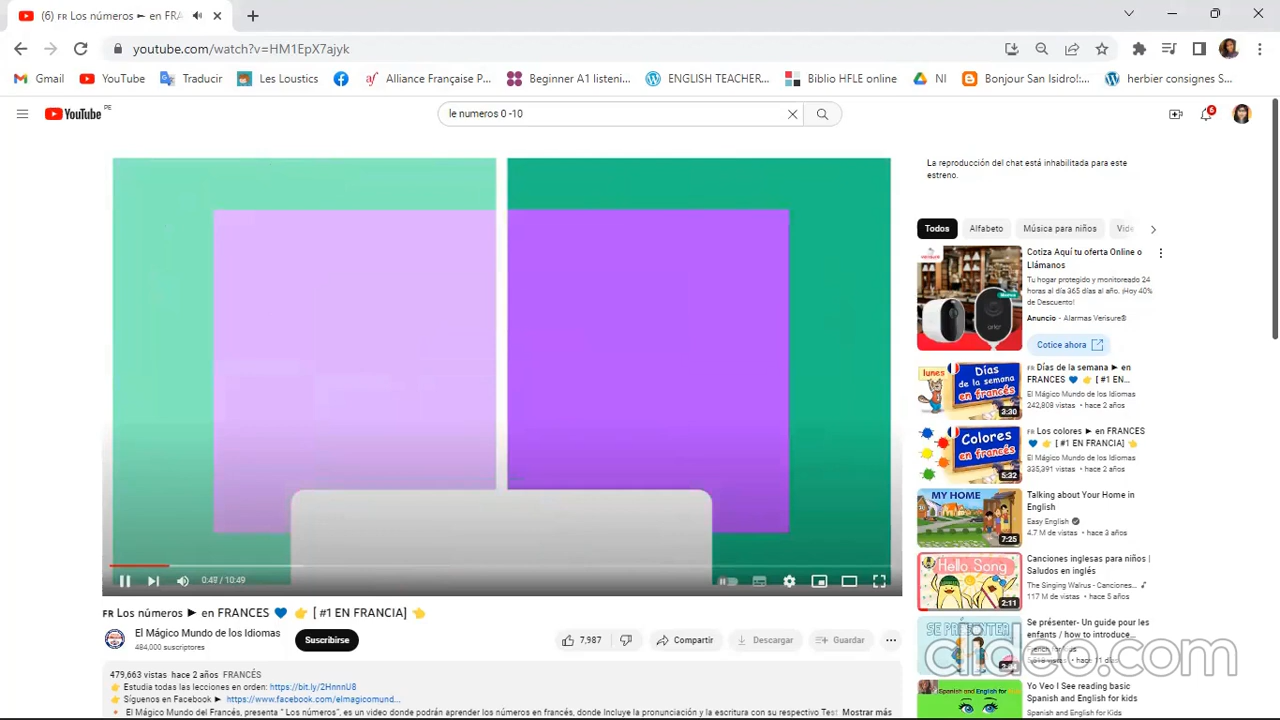 (6) FR Los números ► en FRA
youtube.com/watch?v=HM1EpX7ajyk
Gmail
YouTube
Traducir
Les Loustics
Alliance Française P...
Beginner A1 listeni...
ENGLISH TEACHER...
Biblio HFLE online
NI
Bonjour San Isidro!:...
herbier consignes S...
YouTube PE
le numeros 0 -10
6
La reproducción del chat está inhabilitada para este
estreno.
Todos
Alfabeto
Música para niños
Cotiza Aquí tu oferta Online o
Llámanos
Tu hogar protegido y monitoreado 24
horas al día 365 días al año. ¡Hoy 40%
de Descuento!
Anuncio - Alarmas Verisure®
Cotice ahora
lunes
Días
de la semana
en francés
3:30
FR Días de la semana ► en
FRANCES 💙 👉 [ #1 EN...
El Mágico Mundo de los Idiomas
242,808 vistas • hace 2 años
Colores
en francés
5:32
FR Los colores ► en FRANCES
💙 👉 [ #1 EN FRANCIA] 👈
El Mágico Mundo de los Idiomas
335,391 vistas • hace 2 años
MY HOME
7:25
Talking about Your Home in
English
Easy English
4.7 M de vistas • hace 3 años
Hello Song
2:11
Canciones inglesas para niños |
Saludos en inglés
The Singing Walrus - Canciones...
117 M de vistas • hace 5 años
SE PRÉSENTER
Se présenter- Un guide pour les
enfants / how to introduce...
French for Kids
clideo.com
Spanish and English for
Yo Veo I See reading basic
Spanish and English for Kids
10:49
FR Los números ► en FRANCES 💙 👉 [ #1 EN FRANCIA] 👈
El Mágico Mundo de los Idiomas
484,000 suscriptores
Suscribirse
7,987
Compartir
Descargar
Guardar
479,663 vistas hace 2 años FRANCÉS
👉 Estudia todas las lecciones en orden: https://bit.ly/2HnnnU8
👉 Síguenos en Facebook ► https://www.facebook.com/elmagicomund...
🔸 El Mágico Mundo del Francés, presenta " Los números", es un video donde podrán aprender los números en francés, donde Incluye la pronunciación y la escritura con su respectivo Test Mostrar más